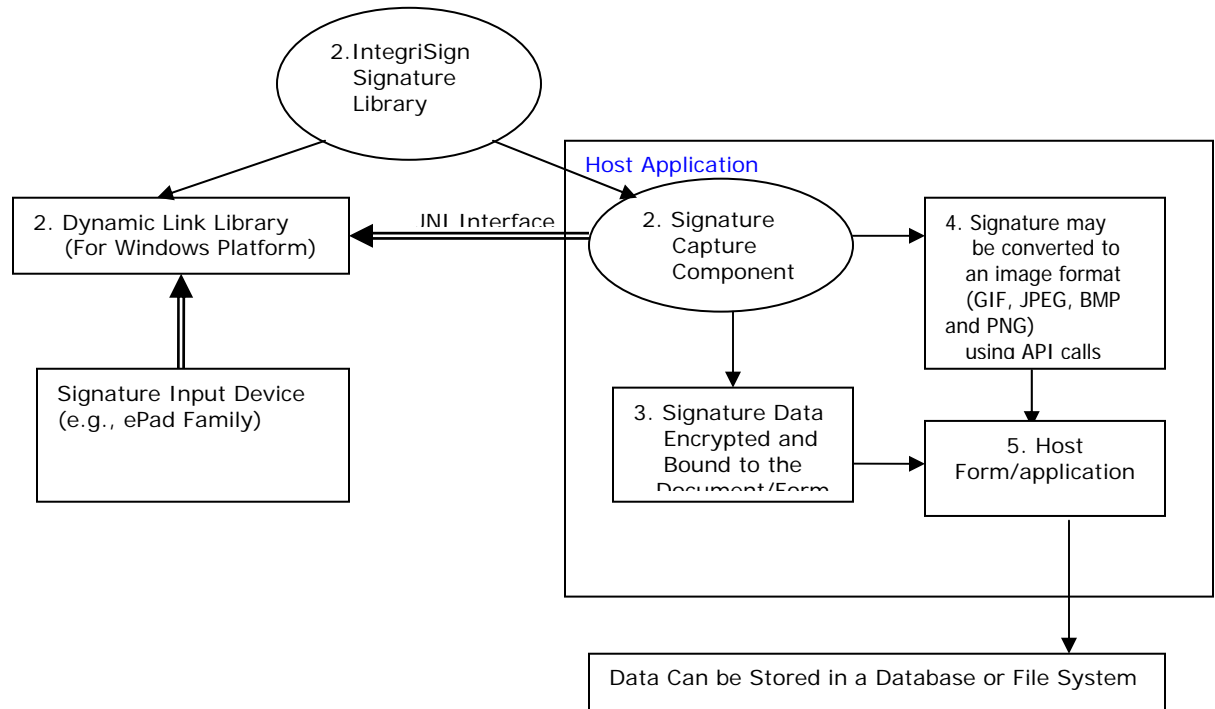 2.IntegriSign
Signature
Library
Host Application
2. Dynamic Link Library
(For Windows Platform)
JNI Interface
2. Signature
Capture
Component
4. Signature may
be converted to
an image format
(GIF, JPEG, BMP
and PNG)
using API calls
Signature Input Device
(e.g., ePad Family)
3. Signature Data
Encrypted and
Bound to the
Document/Form
5. Host
Form/application
Data Can be Stored in a Database or File System